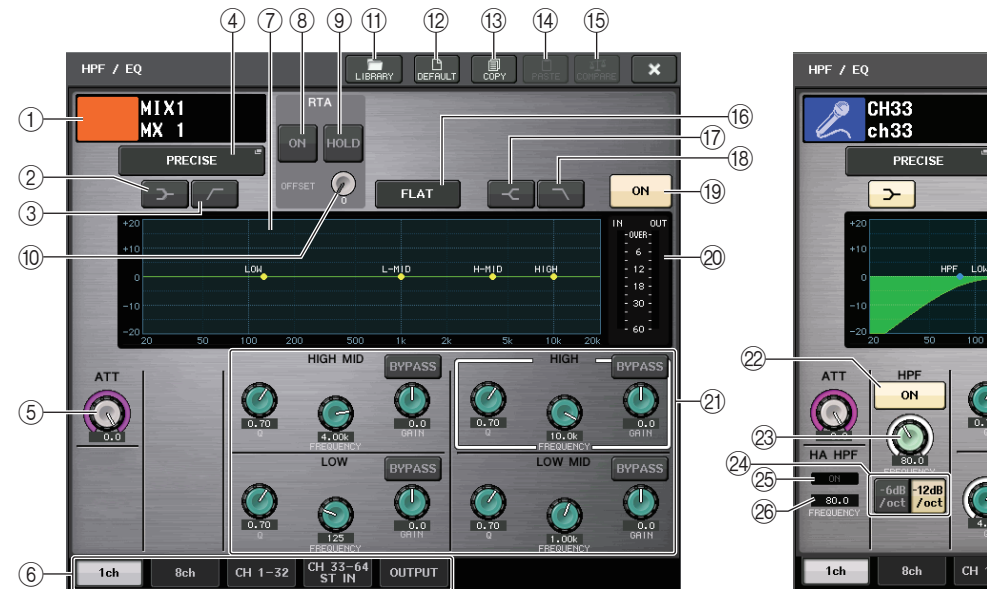 ④ ⑦ ⑧ ⑨ ⑪ ⑫ ⑬ ⑭ ⑮
HPF / EQ
LIBRARY DEFAULT COPY PASTE COMPARE
①
MIX1
MX 1
RTA
ON HOLD
OFFSET
0
PRECISE
②
③
⑩
FLAT
⑯
⑰
⑱
ON
⑲
IN OUT
-OVER-
6
12
18
30
60
⑳
+20
+10
0
-10
-20
LOW L-MID H-MID HIGH
20 50 100 200 500 1k 2k 5k 10k 20k
ATT
⑤
0.0
HIGH MID
BYPASS
0.70
Q
4.00k
FREQUENCY
0.0
GAIN
HIGH
BYPASS
0.70
Q
10.0k
FREQUENCY
0.0
GAIN
㉑
LOW
BYPASS
0.70
Q
125
FREQUENCY
0.0
GAIN
LOW MID
BYPASS
0.70
Q
1.00k
FREQUENCY
0.0
GAIN
⑥
1ch 8ch CH 1-32 CH 33-64
ST IN OUTPUT
HPF / EQ
CH33
ch33
PRECISE
+20
+10
0
-10
-20
HPF LOW
20 50 100
㉒
ATT
0.0
HPF
ON
㉓
80.0
FREQUENCY
㉔
HA HPF
㉕
ON
㉖
80.0
FREQUENCY
-6dB
/oct
-12dB
/oct
1ch 8ch